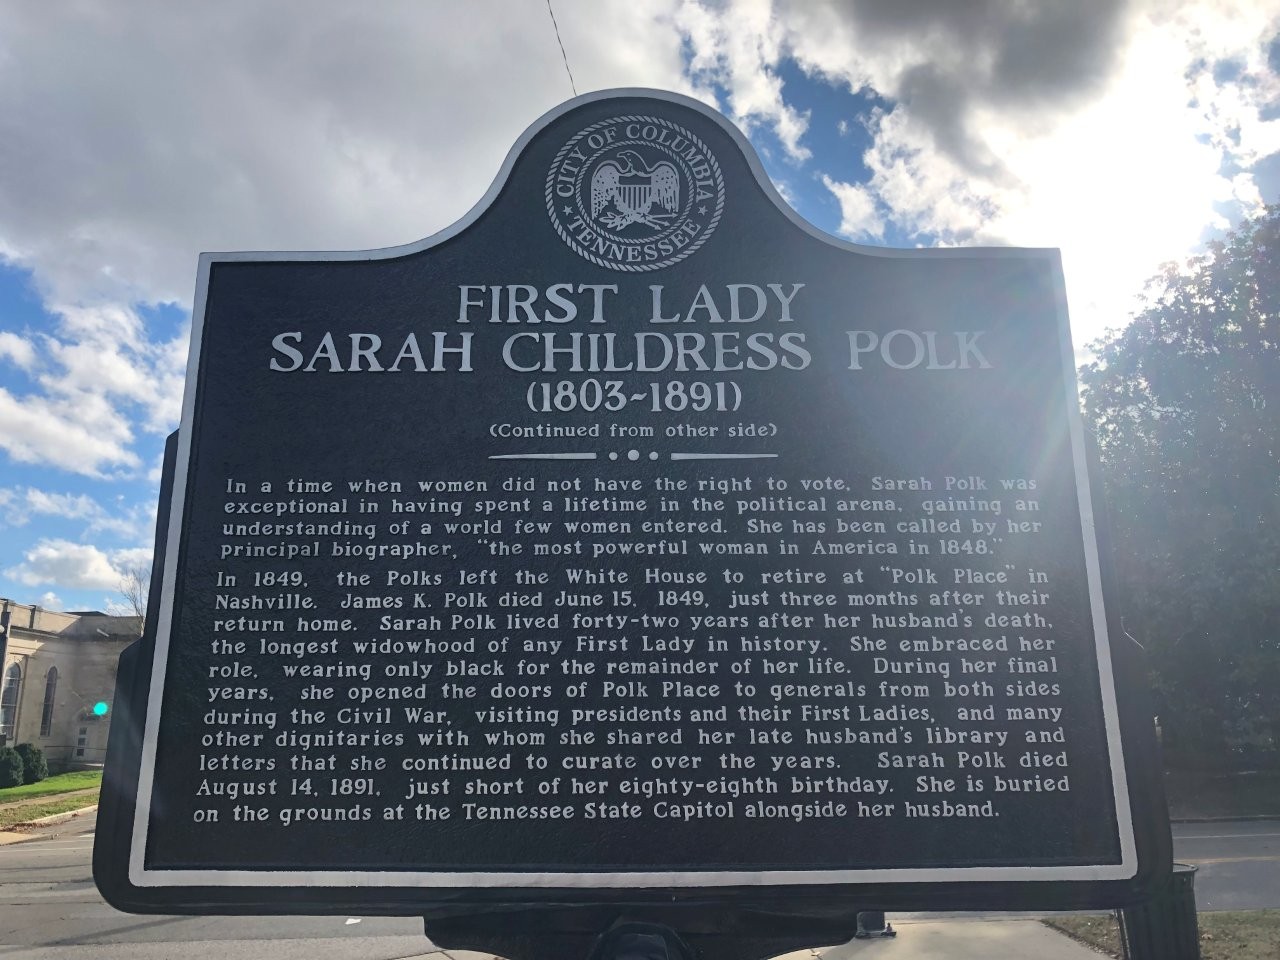 CITY OF COLUMBIA
TENNESSEE
FIRST LADY
SARAH CHILDRESS POLK
(1803~1891)
(Continued from other side)
In a time when women did not have the right to vote, Sarah Polk was
exceptional in having spent a lifetime in the political arena, gaining an
understanding of a world few women entered. She has been called by her
principal biographer, "the most powerful woman in America in 1848."
In 1849, the Polks left the White House to retire at "Polk Place" in
Nashville. James K. Polk died June 15, 1849, just three months after their
return home. Sarah Polk lived forty-two years after her husband's death,
the longest widowhood of any First Lady in history. She embraced her
role, wearing only black for the remainder of her life. During her final
years, she opened the doors of Polk Place to generals from both sides
during the Civil War, visiting presidents and their First Ladies, and many
other dignitaries with whom she shared her late husband's library and
letters that she continued to curate over the years. Sarah Polk died
August 14, 1891, just short of her eighty-eighth birthday. She is buried
on the grounds at the Tennessee State Capitol alongside her husband.